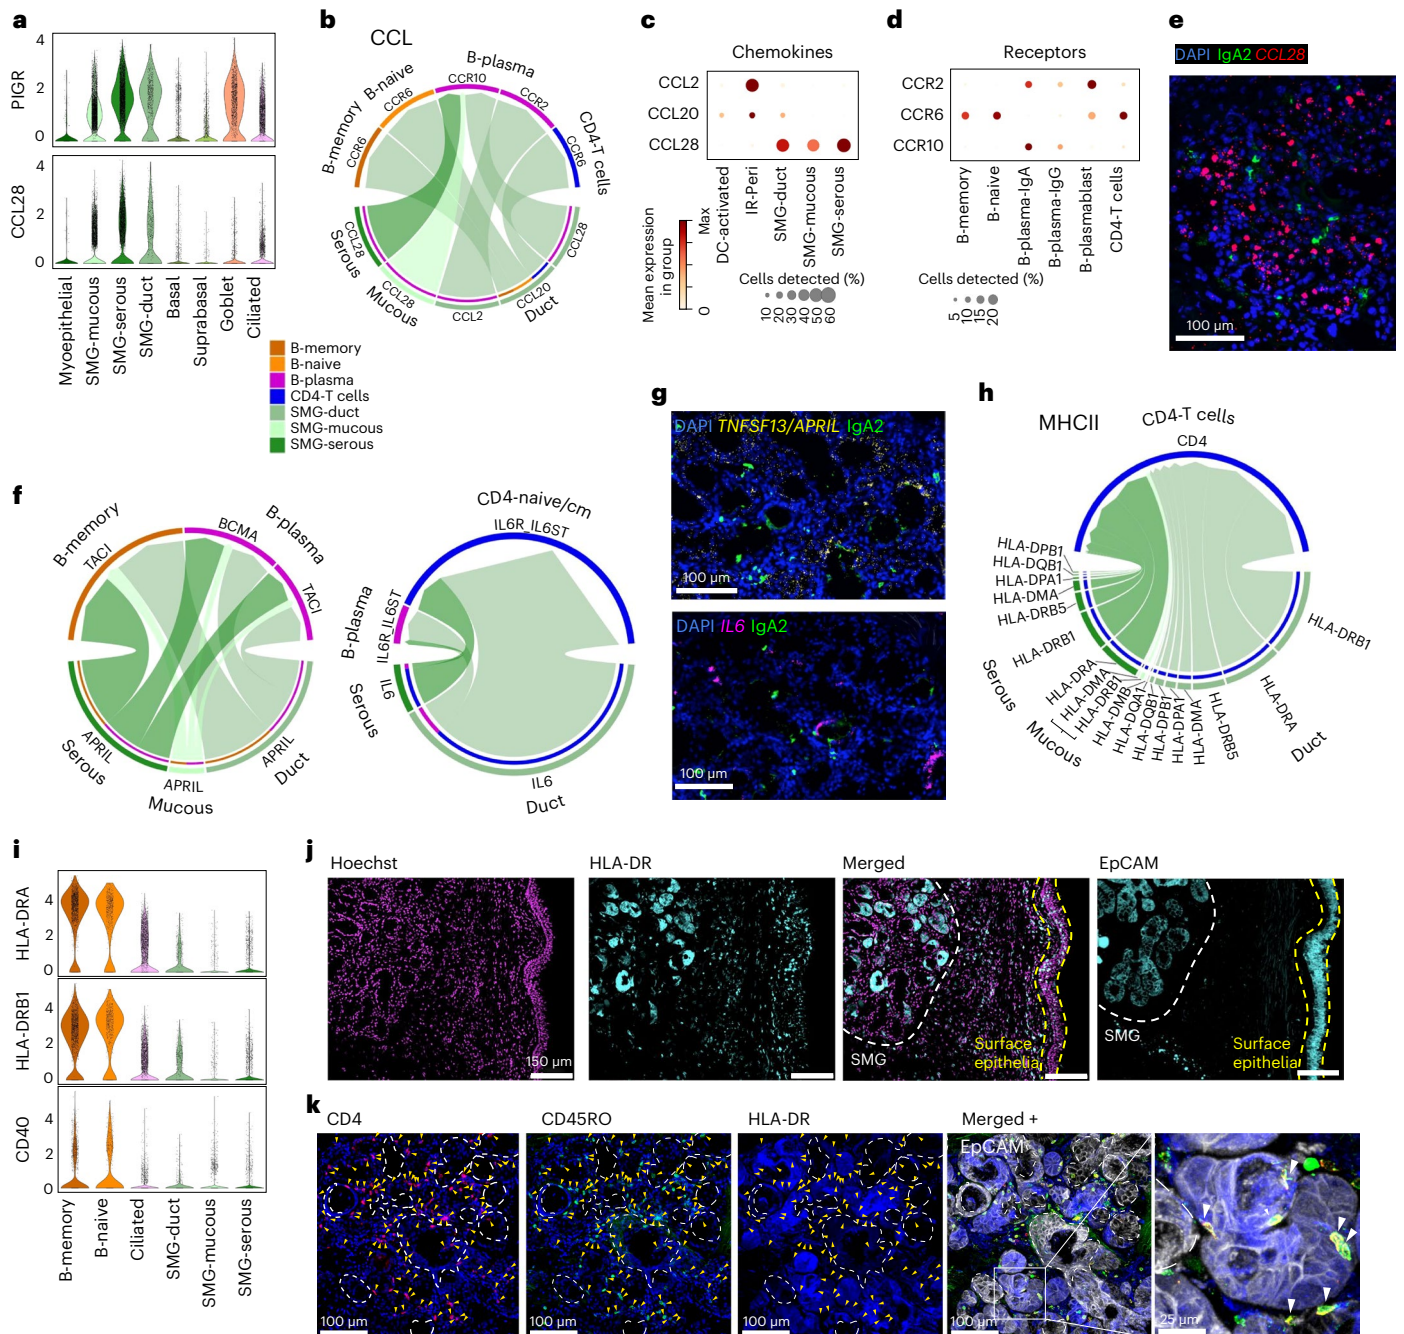 a
PIGR
4
2
0
CCL28
4
2
0
Myoepithelial
SMG-mucous
SMG-serous
SMG-duct
Basal
Suprabasal
Goblet
Ciliated
b
CCL
B-memory
B-naive
B-plasma
CD4-T cells
CCR6
CCR6
CCR10
CCR2
CCR6
CCL28
CCL28
CCL2
CCL20
CCL28
Serous
Mucous
Duct
B-memory
B-naive
B-plasma
CD4-T cells
SMG-duct
SMG-mucous
SMG-serous
c
Chemokines
CCL2
CCL20
CCL28
DC-activated
IR-Peri
SMG-duct
SMG-mucous
SMG-serous
Mean expression
in group
Max
0
Cells detected (%)
10
20
30
40
50
60
d
Receptors
CCR2
CCR6
CCR10
B-memory
B-naive
B-plasma-IgA
B-plasma-IgG
B-plasmablast
CD4-T cells
Cells detected (%)
5
10
15
20
e
DAPI IgA2 CCL28
100 µm
f
B-memory
B-plasma
TACI
BCMA
TACI
APRIL
APRIL
APRIL
Serous
Mucous
Duct
CD4-naive/cm
IL6R_IL6ST
B-plasma
IL6R_IL6ST
IL6
Serous
IL6
Duct
g
DAPI TNFSF13/APRIL IgA2
100 µm
DAPI IL6 IgA2
100 µm
h
MHCII
CD4-T cells
CD4
HLA-DPB1
HLA-DQB1
HLA-DPA1
HLA-DMA
HLA-DRB5
HLA-DRB1
HLA-DRA
HLA-DMA
HLA-DRB1
HLA-DMB
HLA-DQA1
HLA-DQB1
HLA-DPB1
HLA-DPA1
HLA-DMA
HLA-DRB5
HLA-DRA
HLA-DRB1
Serous
Mucous
Duct
i
HLA-DRA
4
2
0
HLA-DRB1
4
2
0
CD40
4
2
0
B-memory
B-naive
Ciliated
SMG-duct
SMG-mucous
SMG-serous
j
Hoechst
HLA-DR
Merged
EpCAM
150 µm
SMG
Surface
epithelia
SMG
Surface
epithelia
k
CD4
CD45RO
HLA-DR
Merged +
EpCAM
100 µm
100 µm
100 µm
100 µm
25 µm